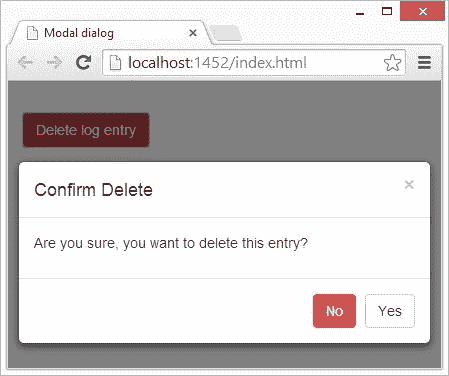 Modal dialog
localhost:1452/index.html
Delete log entry
Confirm Delete
Are you sure, you want to delete this entry?
No Yes